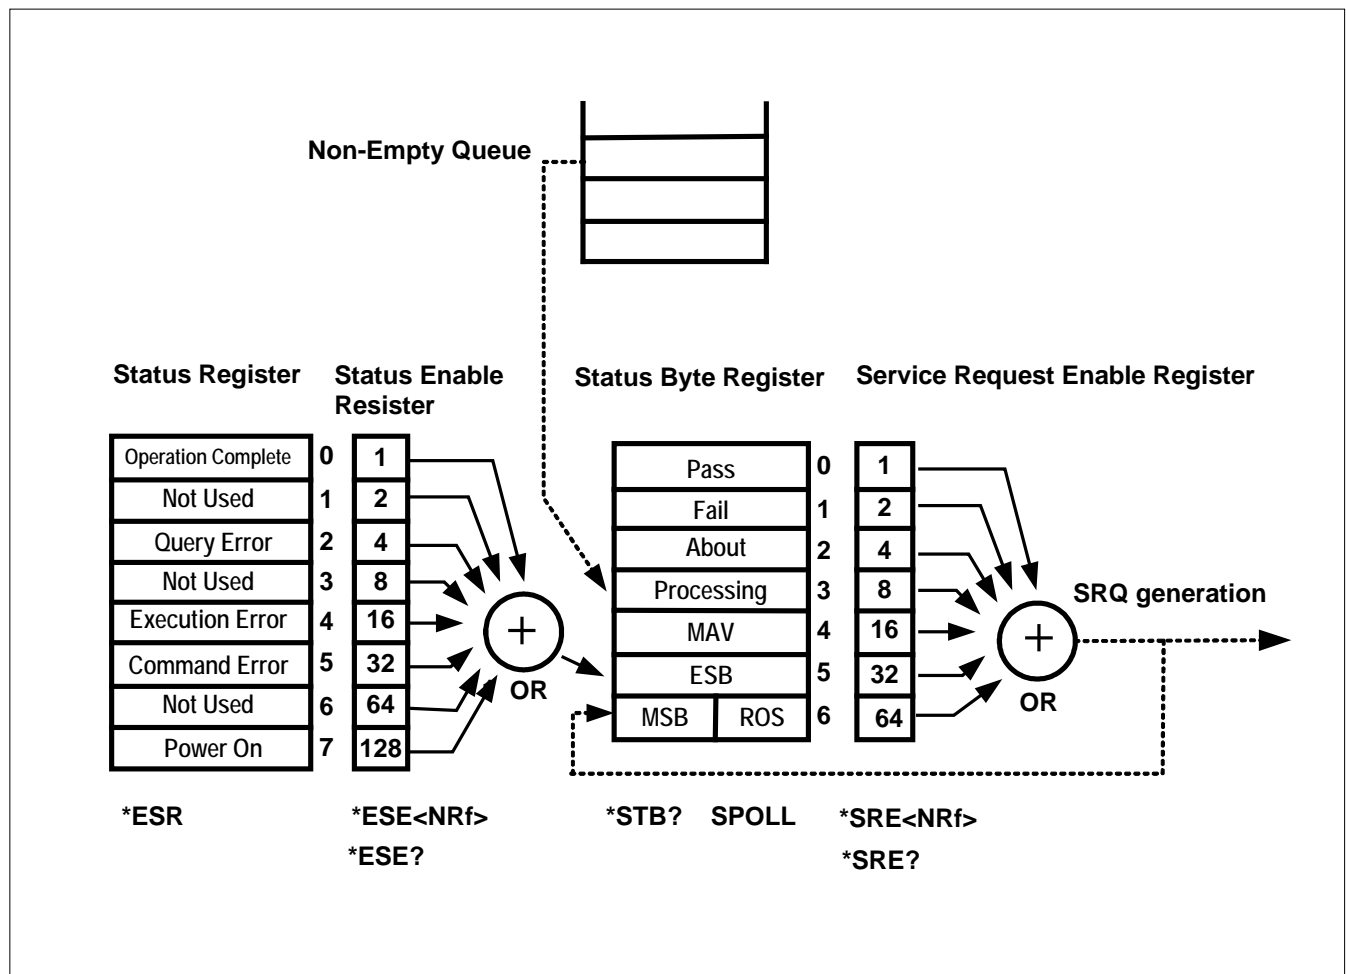 Non-Empty Queue
Status Register
Status Enable
Resister
Status Byte Register
Service Request Enable Register
Operation Complete 0 1
Not Used 1 2
Query Error 2 4
Not Used 3 8
Execution Error 4 16
Command Error 5 32
Not Used 6 64
Power On 7 128
+
OR
Pass 0 1
Fail 1 2
About 2 4
Processing 3 8
MAV 4 16
ESB 5 32
MSB ROS 6 64
+
OR
SRQ generation
*ESR
*ESE<NRf>
*ESE?
*STB? SPOLL
*SRE<NRf>
*SRE?